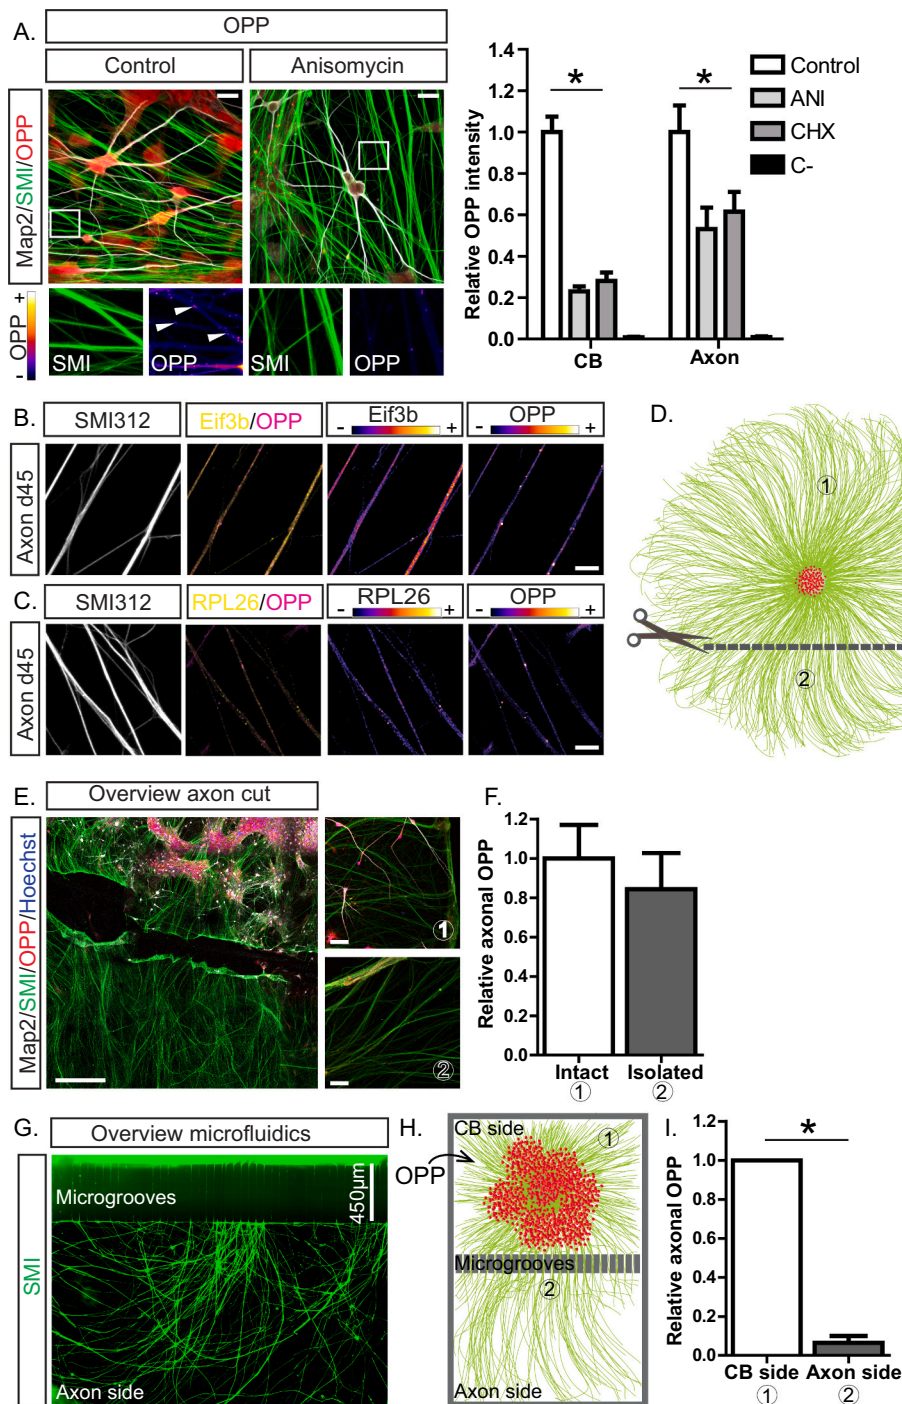 A.
OPP
Control
Anisomycin
Map2/SMI/OPP
- OPP +
SMI
OPP
SMI
OPP
Relative OPP intensity
1.4
1.2
1.0
0.8
0.6
0.4
0.2
0.0
*
*
CB
Axon
Control
ANI
CHX
C-
B.
SMI312
Eif3b/OPP
Eif3b
- +
OPP
- +
Axon d45
C.
SMI312
RPL26/OPP
RPL26
- +
OPP
- +
Axon d45
D.
1
2
E.
Overview axon cut
Map2/SMI/OPP/Hoechst
1
2
F.
Relative axonal OPP
1.2
1.0
0.8
0.6
0.4
0.2
0.0
Intact
1
Isolated
2
G.
Overview microfluidics
SMI
Microgrooves
450μm
Axon side
H.
CB side
1
OPP
Microgrooves
2
Axon side
I.
Relative axonal OPP
1.2
1.0
0.8
0.6
0.4
0.2
0.0
*
CB side
1
Axon side
2